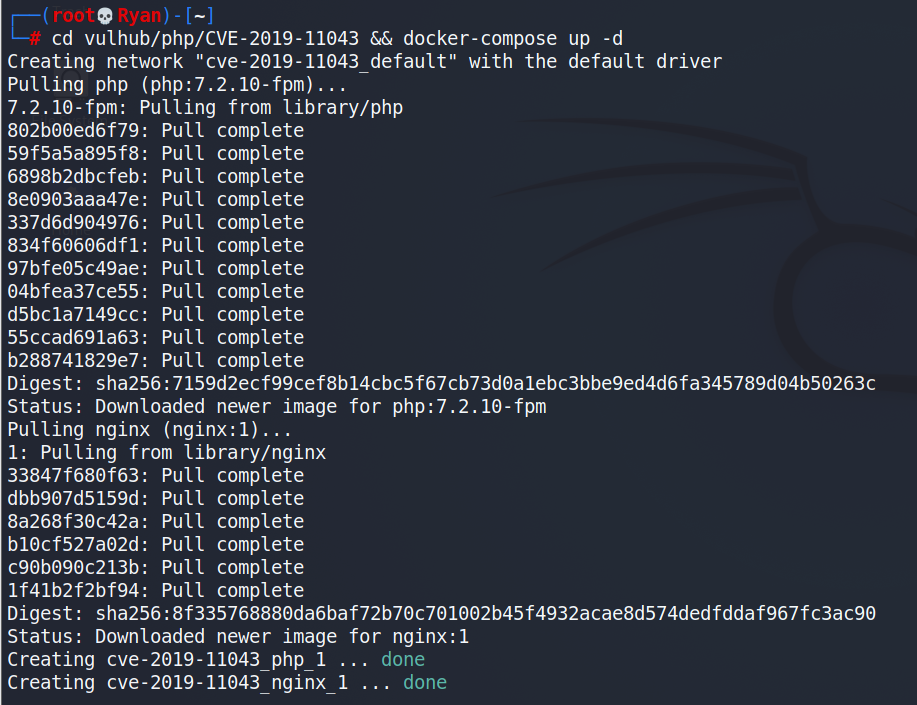 ┌──(root💀Ryan)-[~]
└─# cd vulhub/php/CVE-2019-11043 && docker-compose up -d
Creating network "cve-2019-11043_default" with the default driver
Pulling php (php:7.2.10-fpm)...
7.2.10-fpm: Pulling from library/php
802b00ed6f79: Pull complete
59f5a5a895f8: Pull complete
6898b2dbcfeb: Pull complete
8e0903aaa47e: Pull complete
337d6d904976: Pull complete
834f60606df1: Pull complete
97bfe05c49ae: Pull complete
04bfea37ce55: Pull complete
d5bc1a7149cc: Pull complete
55ccad691a63: Pull complete
b288741829e7: Pull complete
Digest: sha256:7159d2ecf99cef8b14cbc5f67cb73d0a1ebc3bbe9ed4d6fa345789d04b50263c
Status: Downloaded newer image for php:7.2.10-fpm
Pulling nginx (nginx:1)...
1: Pulling from library/nginx
33847f680f63: Pull complete
dbb907d5159d: Pull complete
8a268f30c42a: Pull complete
b10cf527a02d: Pull complete
c90b090c213b: Pull complete
1f41b2f2bf94: Pull complete
Digest: sha256:8f335768880da6baf72b70c701002b45f4932acae8d574dedfddaf967fc3ac90
Status: Downloaded newer image for nginx:1
Creating cve-2019-11043_php_1 ... done
Creating cve-2019-11043_nginx_1 ... done